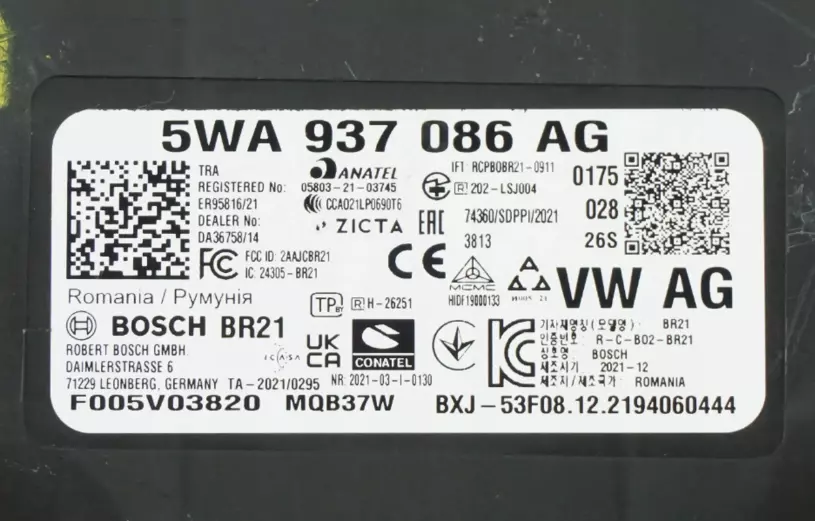 5WA 937 086 AG
TRA
REGISTERED No:
ER95816/21
DEALER No:
DA36758/14
ANATEL
05803-21-03745
CCAO21LP0690T6
ZICTA
IFT: RCPBOBR21-0911
R 202-LSJ004
EAC
74360/SDPPI/2021
3813
0175
028
26S
FC
FCC ID: 2AAJCBR21
IC: 24305-BR21
CE
MCMC
HIDF19000133
VW AG
Romania / Румунія
TP BY
R H-26251
BOSCH BR21
ROBERT BOSCH GMBH
DAIMLERSTRASSE 6
71229 LEONBERG, GERMANY TA-2021/0295
ICASA
UK
CA
CONATEL
NR: 2021-03-I-0130
KC
기자재명칭(모델명): BR21
인증번호: R-C-BO2-BR21
상호명: BOSCH
제조시기: 2021-12
제조자/제조국가: ROMANIA
F005V03820 MQB37W BXJ-53F08.12.2194060444